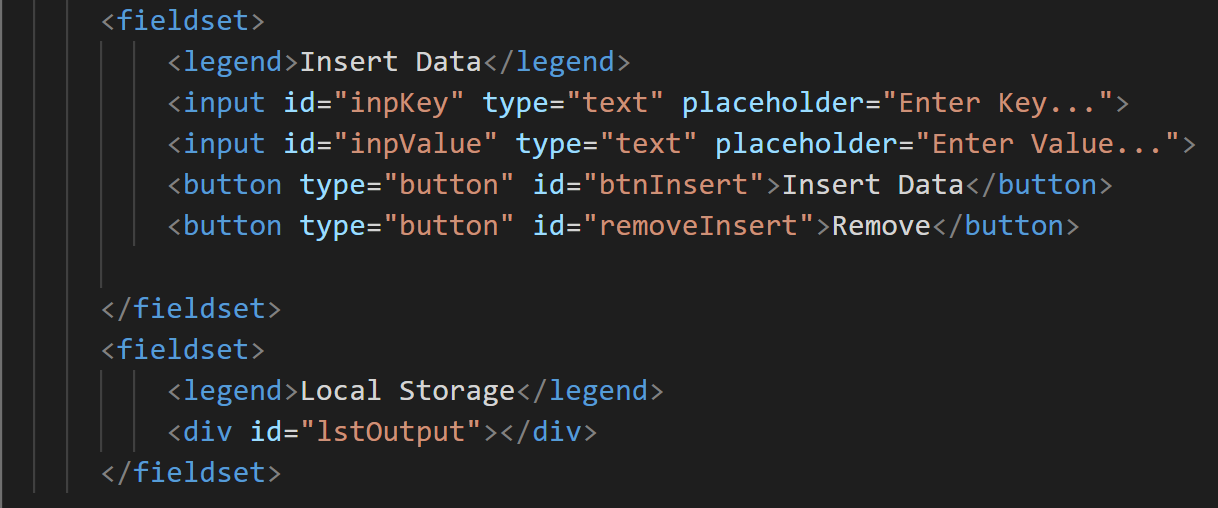 <fieldset>
<legend>Insert Data</legend>
<input id="inpKey" type="text" placeholder="Enter Key...">
<input id="inpValue" type="text" placeholder="Enter Value...">
<button type="button" id="btnInsert">Insert Data</button>
<button type="button" id="removeInsert">Remove</button>
</fieldset>
<fieldset>
<legend>Local Storage</legend>
<div id="lstOutput"></div>
</fieldset>